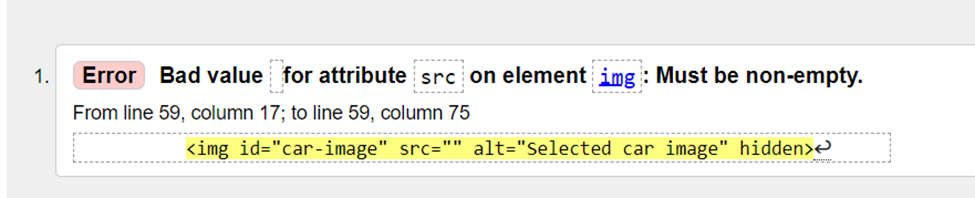 1. Error Bad value for attribute src on element img: Must be non-empty.
From line 59, column 17; to line 59, column 75
<img id="car-image" src="" alt="Selected car image" hidden>↩